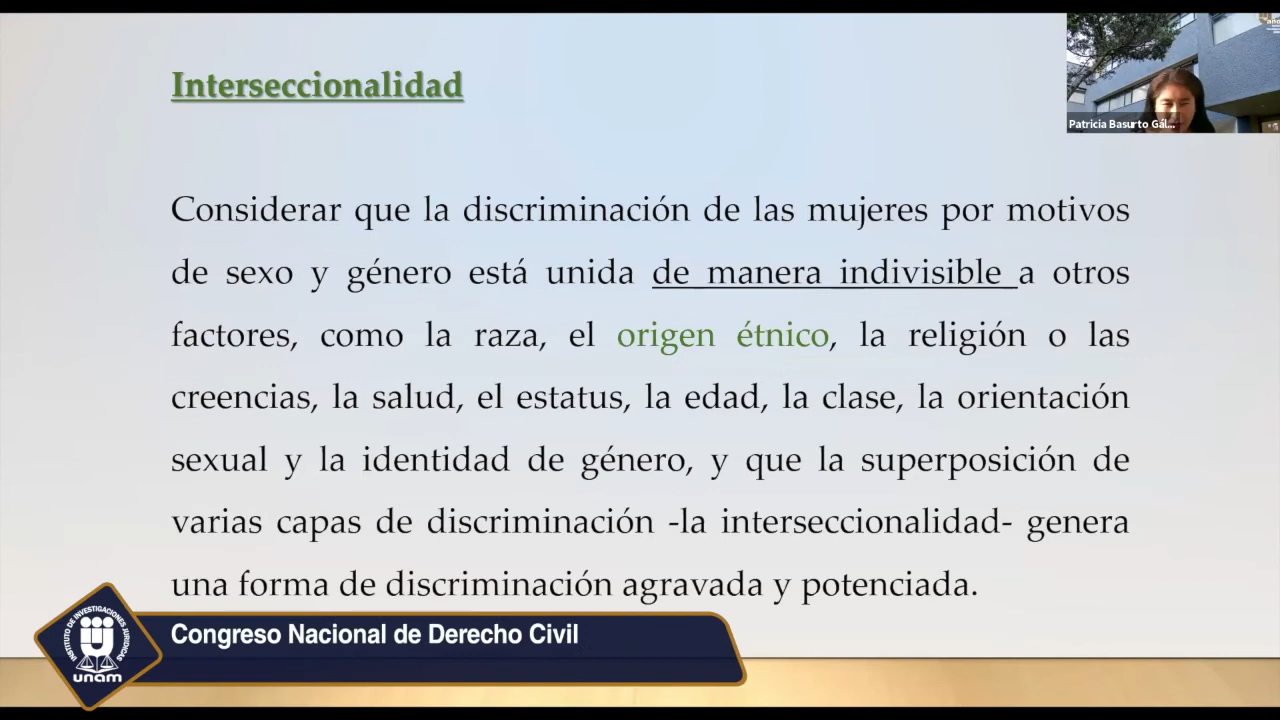 Interseccionalidad
Patricia Basurto Gál...
Considerar que la discriminación de las mujeres por motivos
de sexo y género está unida de manera indivisible a otros
factores, como la raza, el origen étnico, la religión o las
creencias, la salud, el estatus, la edad, la clase, la orientación
sexual y la identidad de género, y que la superposición de
varias capas de discriminación -la interseccionalidad- genera
una forma de discriminación agravada y potenciada.
Congreso Nacional de Derecho Civil
INSTITUTO DE INVESTIGACIONES JURÍDICAS
unam